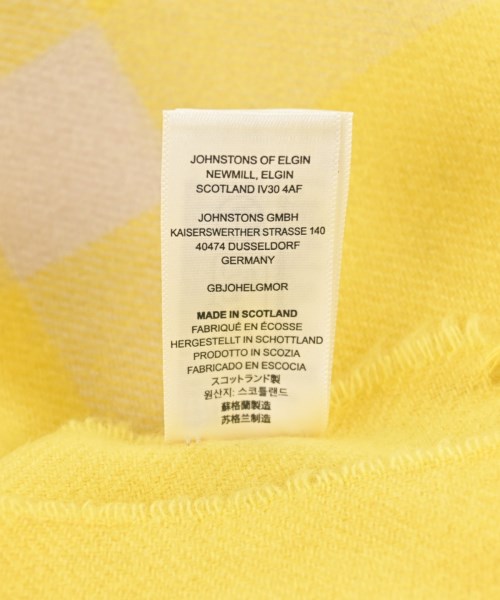 JOHNSTONS OF ELGIN
NEWMILL, ELGIN
SCOTLAND IV30 4AF
JOHNSTONS GMBH
KAISERSWERTHER STRASSE 140
40474 DUSSELDORF
GERMANY
GBJOHELGMOR
MADE IN SCOTLAND
FABRIQUÉ EN ÉCOSSE
HERGESTELLT IN SCHOTTLAND
PRODOTTO IN SCOZIA
FABRICADO EN ESCOCIA
スコットランド製
원산지: 스코틀랜드
蘇格蘭製造
苏格兰制造